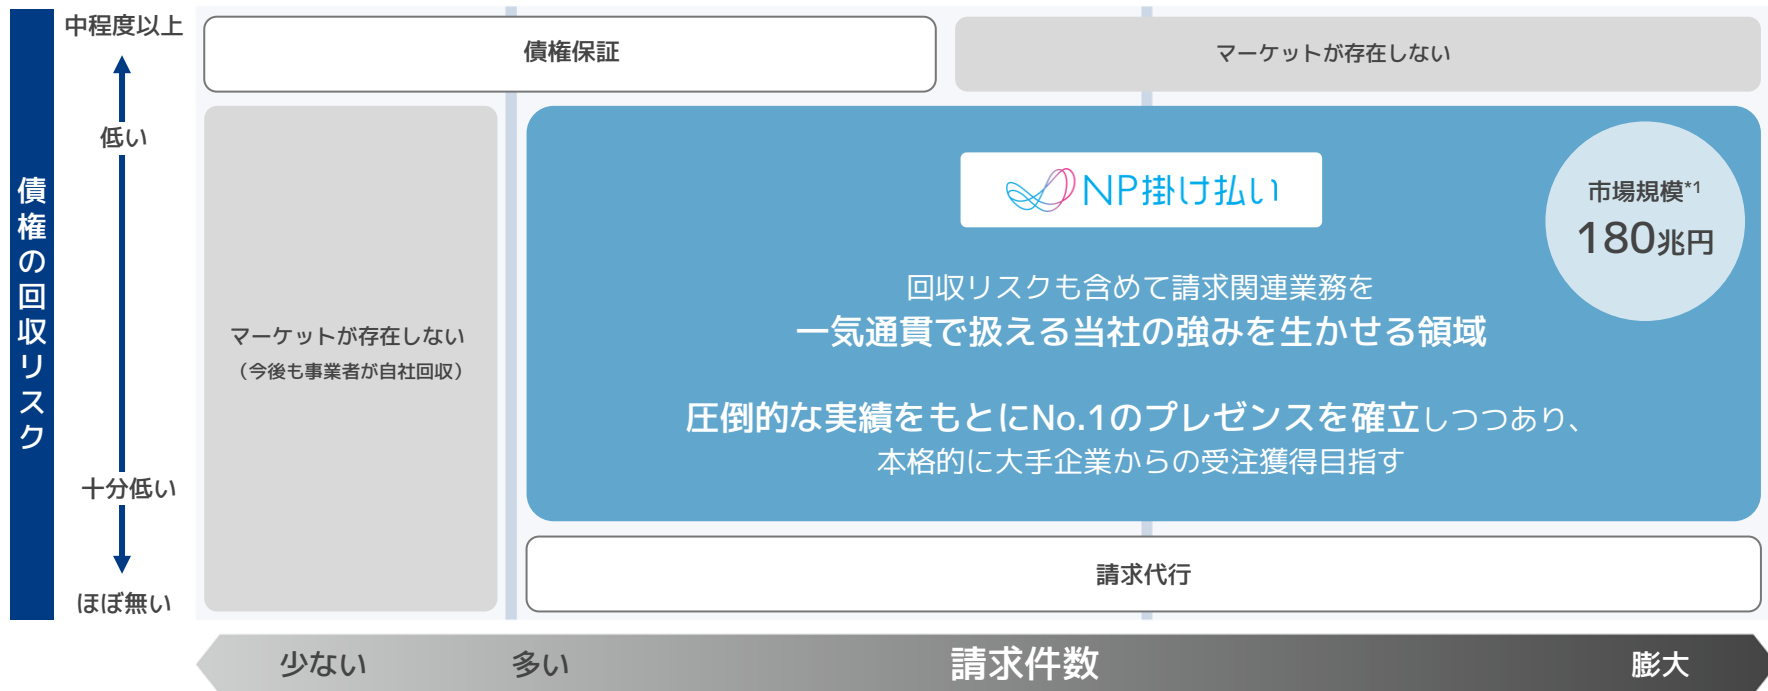 債権の回収リスク
中程度以上
低い
十分低い
ほぼ無い
債権保証
マーケットが存在しない
マーケットが存在しない
（今後も事業者が自社回収）
NP掛け払い
市場規模*1
180兆円
回収リスクも含めて請求関連業務を
一気通貫で扱える当社の強みを生かせる領域
圧倒的な実績をもとにNo.1のプレゼンスを確立しつつあり、
本格的に大手企業からの受注獲得目指す
請求代行
少ない
多い
請求件数
膨大